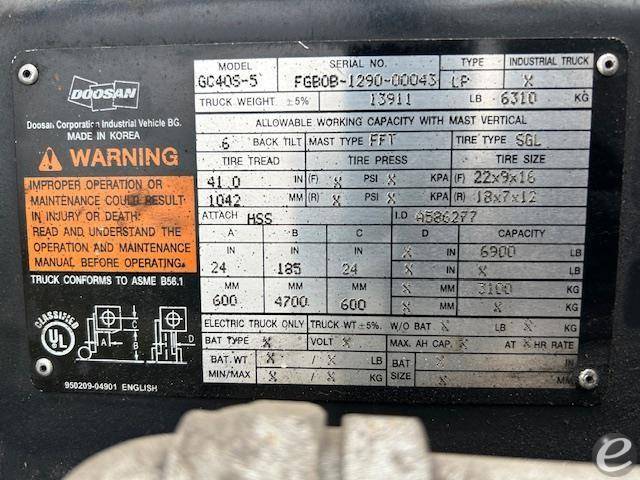 DOOSAN
Doosan Corporation Industrial Vehicle BG.
MADE IN KOREA
WARNING
IMPROPER OPERATION OR
MAINTENANCE COULD RESULT
IN INJURY OR DEATH.
READ AND UNDERSTAND THE
OPERATION AND MAINTENANCE
MANUAL BEFORE OPERATING.
TRUCK CONFORMS TO ASME B56.1
CLASSIFIED
UL
A C B D
950209-04901 ENGLISH
MODEL SERIAL NO. TYPE INDUSTRIAL TRUCK
GC40S-5 FGB0B-1290-00043 LP X
TRUCK WEIGHT ±5% 13911 LB 6310 KG
ALLOWABLE WORKING CAPACITY WITH MAST VERTICAL
6 BACK TILT MAST TYPE FFT TIRE TYPE SGL
TIRE TREAD TIRE PRESS TIRE SIZE
41.0 IN (F) X PSI X KPA (F) 22x9x16
1042 MM (R) X PSI X KPA (R) 18x7x12
ATTACH HSS I.D A586277
A B C D CAPACITY
IN IN IN X IN 6900 LB
24 185 24 X IN X LB
MM MM MM X MM 3100 KG
600 4700 600 X MM X KG
ELECTRIC TRUCK ONLY TRUCK WT ±5%. W/O BAT X LB X KG
BAT TYPE X VOLT X MAX. AH CAP. X AT X HR RATE
BAT. WT X / X LB BAT X IN
MIN/MAX X / X KG SIZE X MM
e